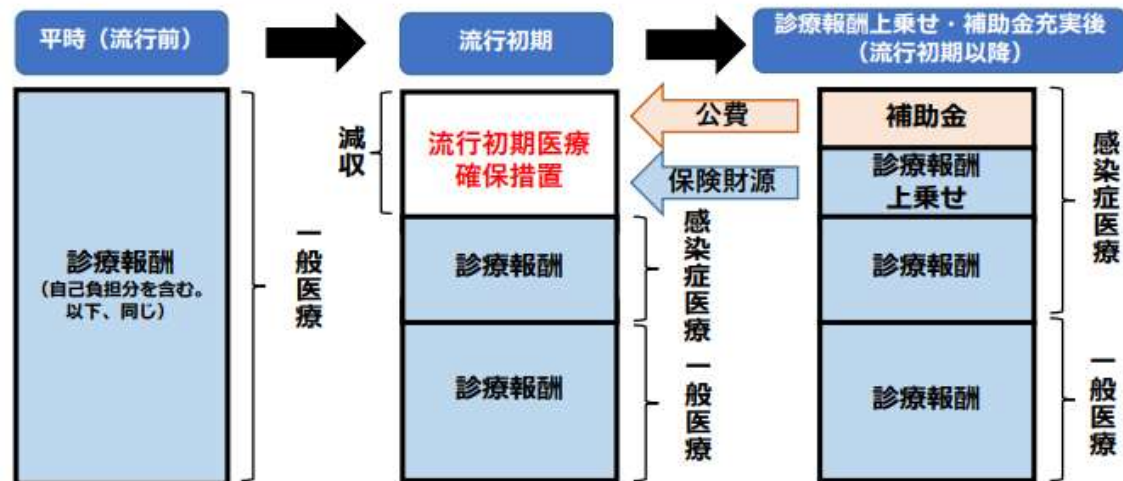 平時（流行前）
流行初期
診療報酬上乗せ・補助金充実後
（流行初期以降）
診療報酬
（自己負担分を含む。
以下、同じ）
一般医療
減収
流行初期医療
確保措置
診療報酬
診療報酬
感染症医療
一般医療
公費
保険財源
補助金
診療報酬
上乗せ
診療報酬
診療報酬
感染症医療
一般医療